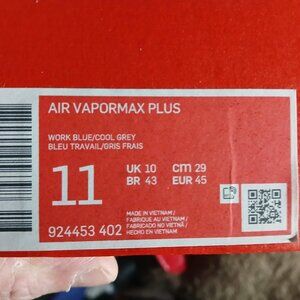 AIR VAPORMAX PLUS
WORK BLUE/COOL GREY
BLEU TRAVAIL/GRIS FRAIS
11
UK 10 cm 29
BR 43 EUR 45
MADE IN VIETNAM/
FABRIQUÉ AU VIETNAM/
FABRICADO NO VIETNÃ/
HECHO EN VIETNAM
924453 402